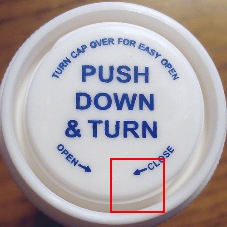 TURN CAP OVER FOR EASY OPEN
PUSH
DOWN
& TURN
OPEN → ← CLOSE